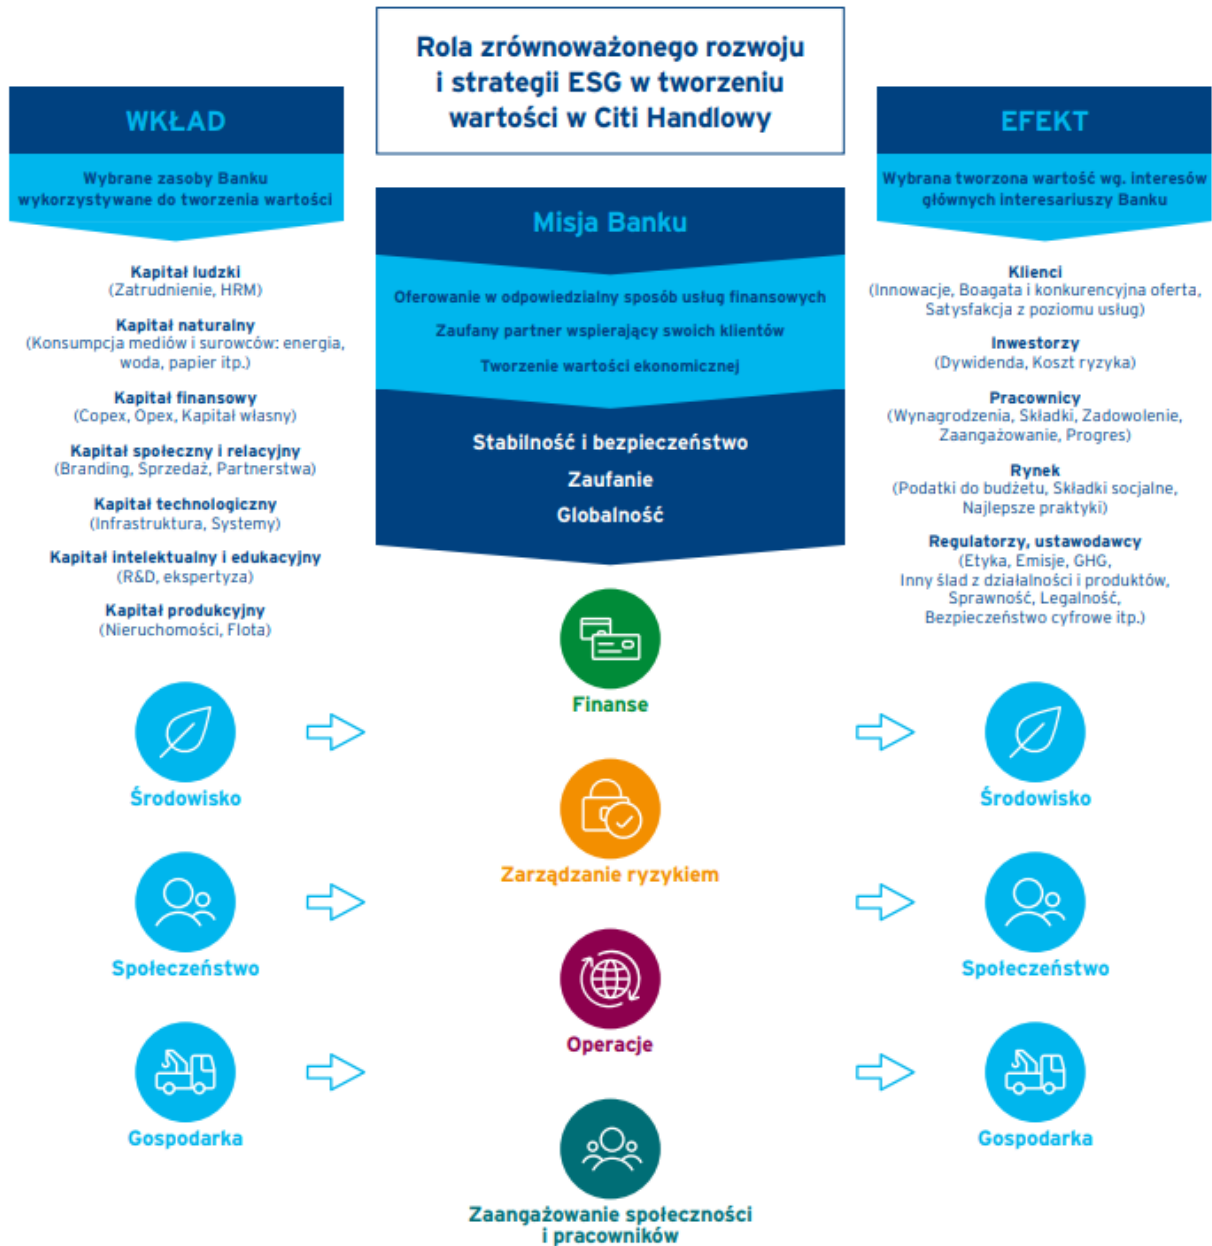 Rola zrównoważonego rozwoju
i strategii ESG w tworzeniu
wartości w Citi Handlowy
WKŁAD
Wybrane zasoby Banku
wykorzystywane do tworzenia wartości
Kapitał ludzki
(Zatrudnienie, HRM)
Kapitał naturalny
(Konsumpcja mediów i surowców: energia,
woda, papier itp.)
Kapitał finansowy
(Copex, Opex, Kapitał własny)
Kapitał społeczny i relacyjny
(Branding, Sprzedaż, Partnerstwa)
Kapitał technologiczny
(Infrastruktura, Systemy)
Kapitał intelektualny i edukacyjny
(R&D, ekspertyza)
Kapitał produkcyjny
(Nieruchomości, Flota)
Środowisko
Społeczeństwo
Gospodarka
Misja Banku
Oferowanie w odpowiedzialny sposób usług finansowych
Zaufany partner wspierający swoich klientów
Tworzenie wartości ekonomicznej
Stabilność i bezpieczeństwo
Zaufanie
Globalność
Finanse
Zarządzanie ryzykiem
Operacje
Zaangażowanie społeczności
i pracowników
EFEKT
Wybrana tworzona wartość wg. interesów
głównych interesariuszy Banku
Klienci
(Innowacje, Boagata i konkurencyjna oferta,
Satysfakcja z poziomu usług)
Inwestorzy
(Dywidenda, Koszt ryzyka)
Pracownicy
(Wynagrodzenia, Składki, Zadowolenie,
Zaangażowanie, Progres)
Rynek
(Podatki do budżetu, Składki socjalne,
Najlepsze praktyki)
Regulatorzy, ustawodawcy
(Etyka, Emisje, GHG,
Inny ślad z działalności i produktów,
Sprawność, Legalność,
Bezpieczeństwo cyfrowe itp.)
Środowisko
Społeczeństwo
Gospodarka